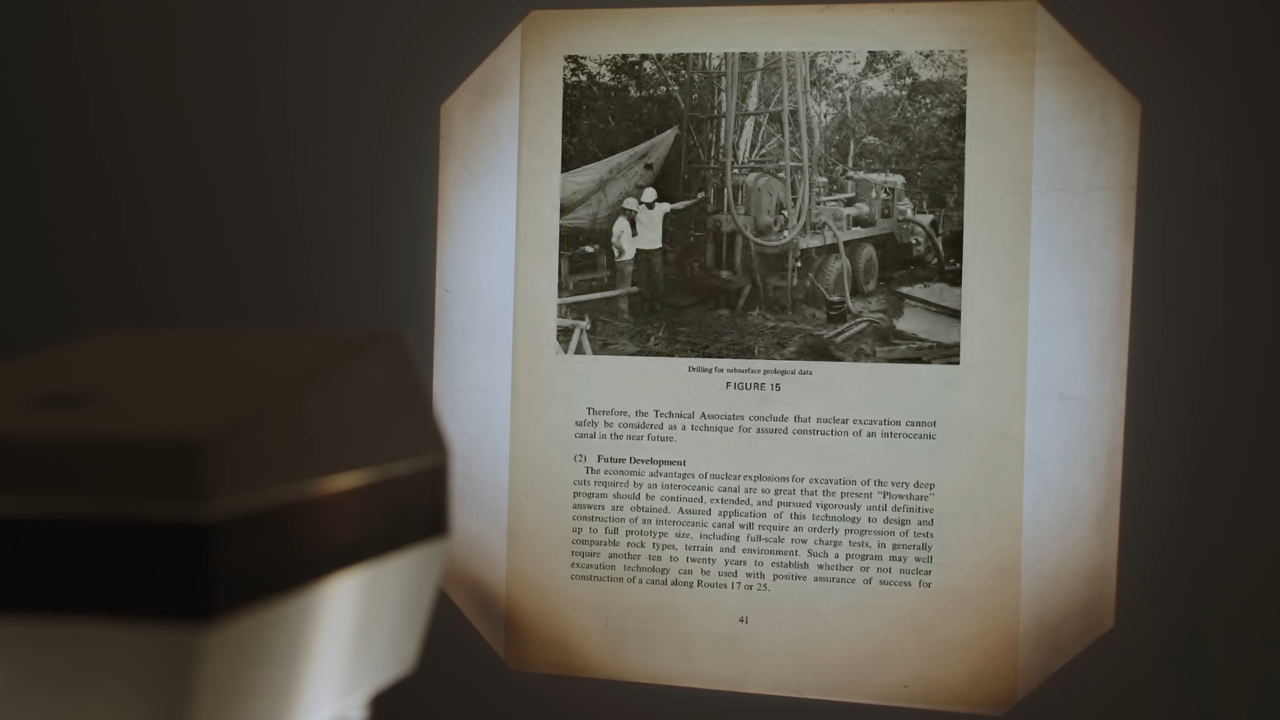 Drilling for subsurface geological data
FIGURE 15
Therefore, the Technical Associates conclude that nuclear excavation cannot
safely be considered as a technique for assured construction of an interoceanic
canal in the near future.
(2) Future Development
The economic advantages of nuclear explosions for excavation of the very deep
cuts required by an interoceanic canal are so great that the present “Plowshare”
program should be continued, extended, and pursued vigorously until definitive
answers are obtained. Assured application of this technology to design and
construction of an interoceanic canal will require an orderly progression of tests
up to full prototype size, including full-scale row charge tests, in generally
comparable rock types, terrain and environment. Such a program may well
require another ten to twenty years to establish whether or not nuclear
excavation technology can be used with positive assurance of success for
construction of a canal along Routes 17 or 25.
41